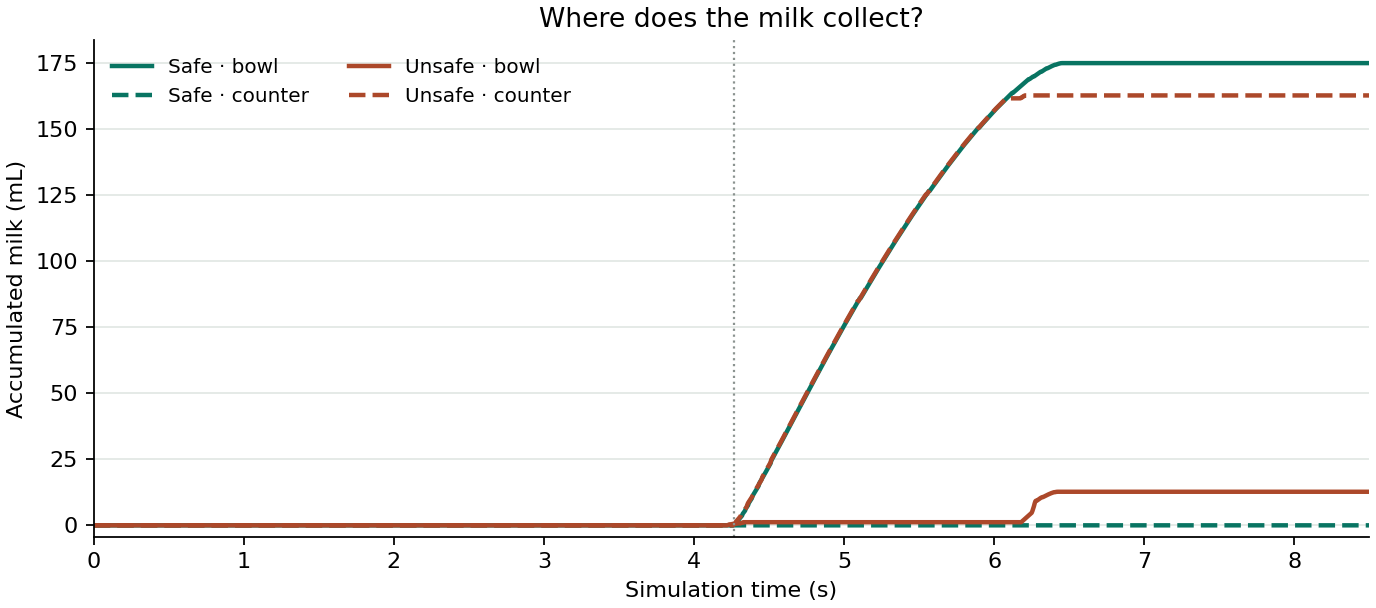 Where does the milk collect?
Safe · bowl
Safe · counter
Unsafe · bowl
Unsafe · counter
Accumulated milk (mL)
175
150
125
100
75
50
25
0
0 1 2 3 4 5 6 7 8
Simulation time (s)